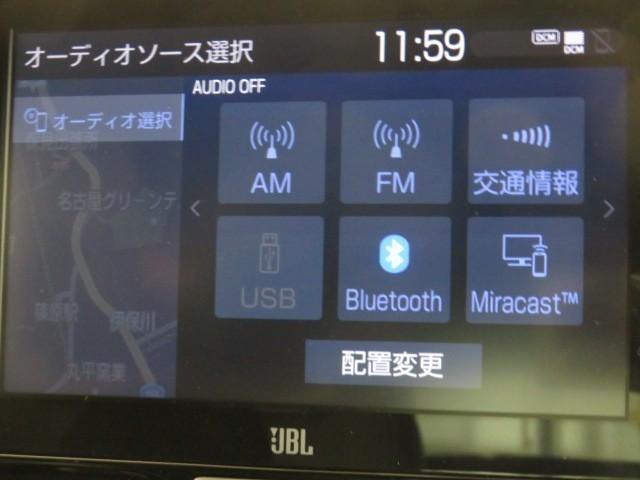 オーディオソース選択
11:59
DCM
DCM
AUDIO OFF
オーディオ選択
AM
FM
交通情報
名古屋グリーンテ
USB
Bluetooth
Miracast™
篠原駅
伊保川
配置変更
丸平窯業
JBL